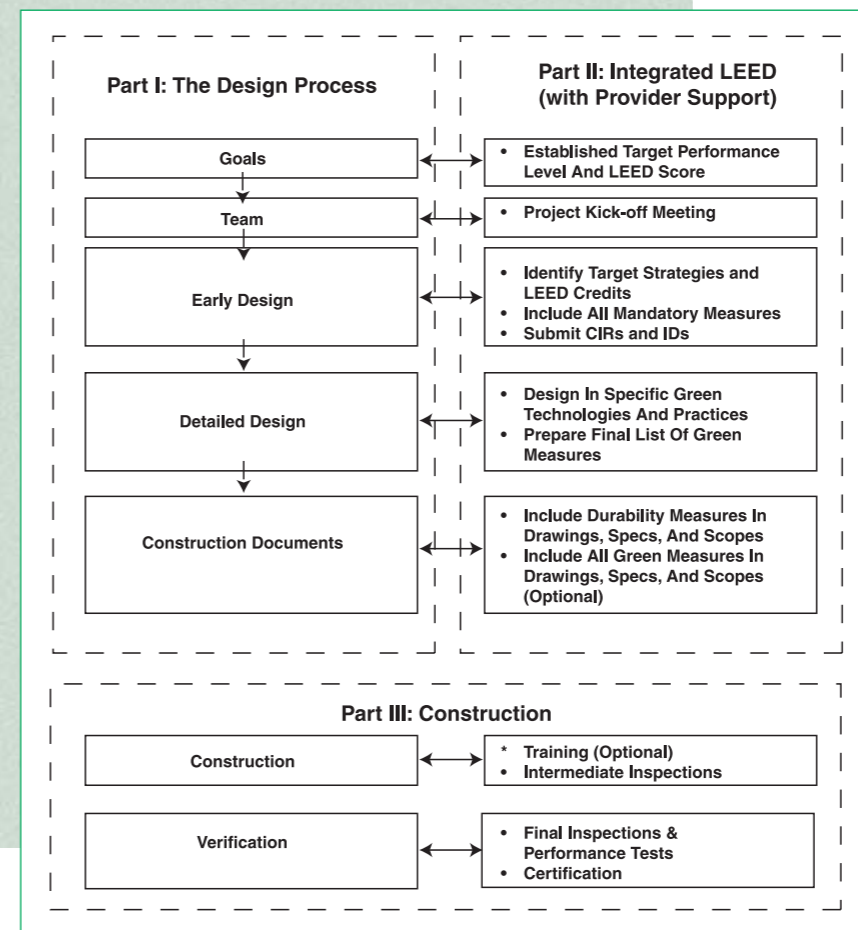 Part I: The Design Process
Part II: Integrated LEED
(with Provider Support)
Goals
• Established Target Performance
Level And LEED Score
Team
• Project Kick-off Meeting
Early Design
• Identify Target Strategies and
LEED Credits
• Include All Mandatory Measures
• Submit CIRs and IDs
Detailed Design
• Design In Specific Green
Technologies And Practices
• Prepare Final List Of Green
Measures
Construction Documents
• Include Durability Measures In
Drawings, Specs, And Scopes
• Include All Green Measures In
Drawings, Specs, And Scopes
(Optional)
Part III: Construction
Construction
* Training (Optional)
• Intermediate Inspections
Verification
• Final Inspections &
Performance Tests
• Certification